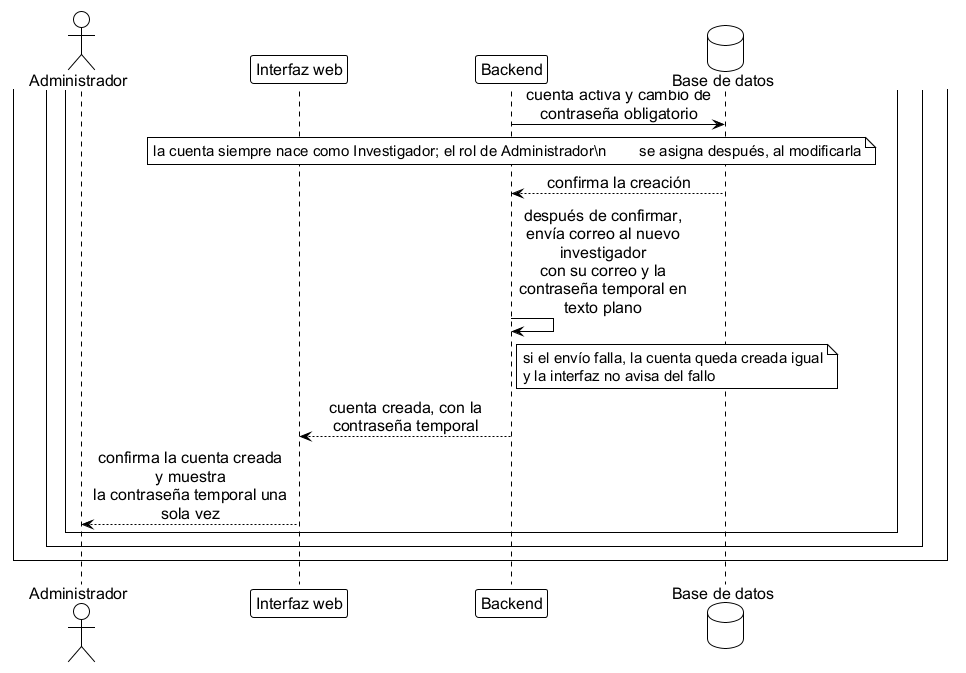 Administrador
Interfaz web
Backend
Base de datos
cuenta activa y cambio de
contraseña obligatorio
la cuenta siempre nace como Investigador; el rol de Administrador\n        se asigna después, al modificarla
confirma la creación
después de confirmar,
envía correo al nuevo
investigador
con su correo y la
contraseña temporal en
texto plano
si el envío falla, la cuenta queda creada igual
y la interfaz no avisa del fallo
cuenta creada, con la
contraseña temporal
confirma la cuenta creada
y muestra
la contraseña temporal una
sola vez
Administrador
Interfaz web
Backend
Base de datos